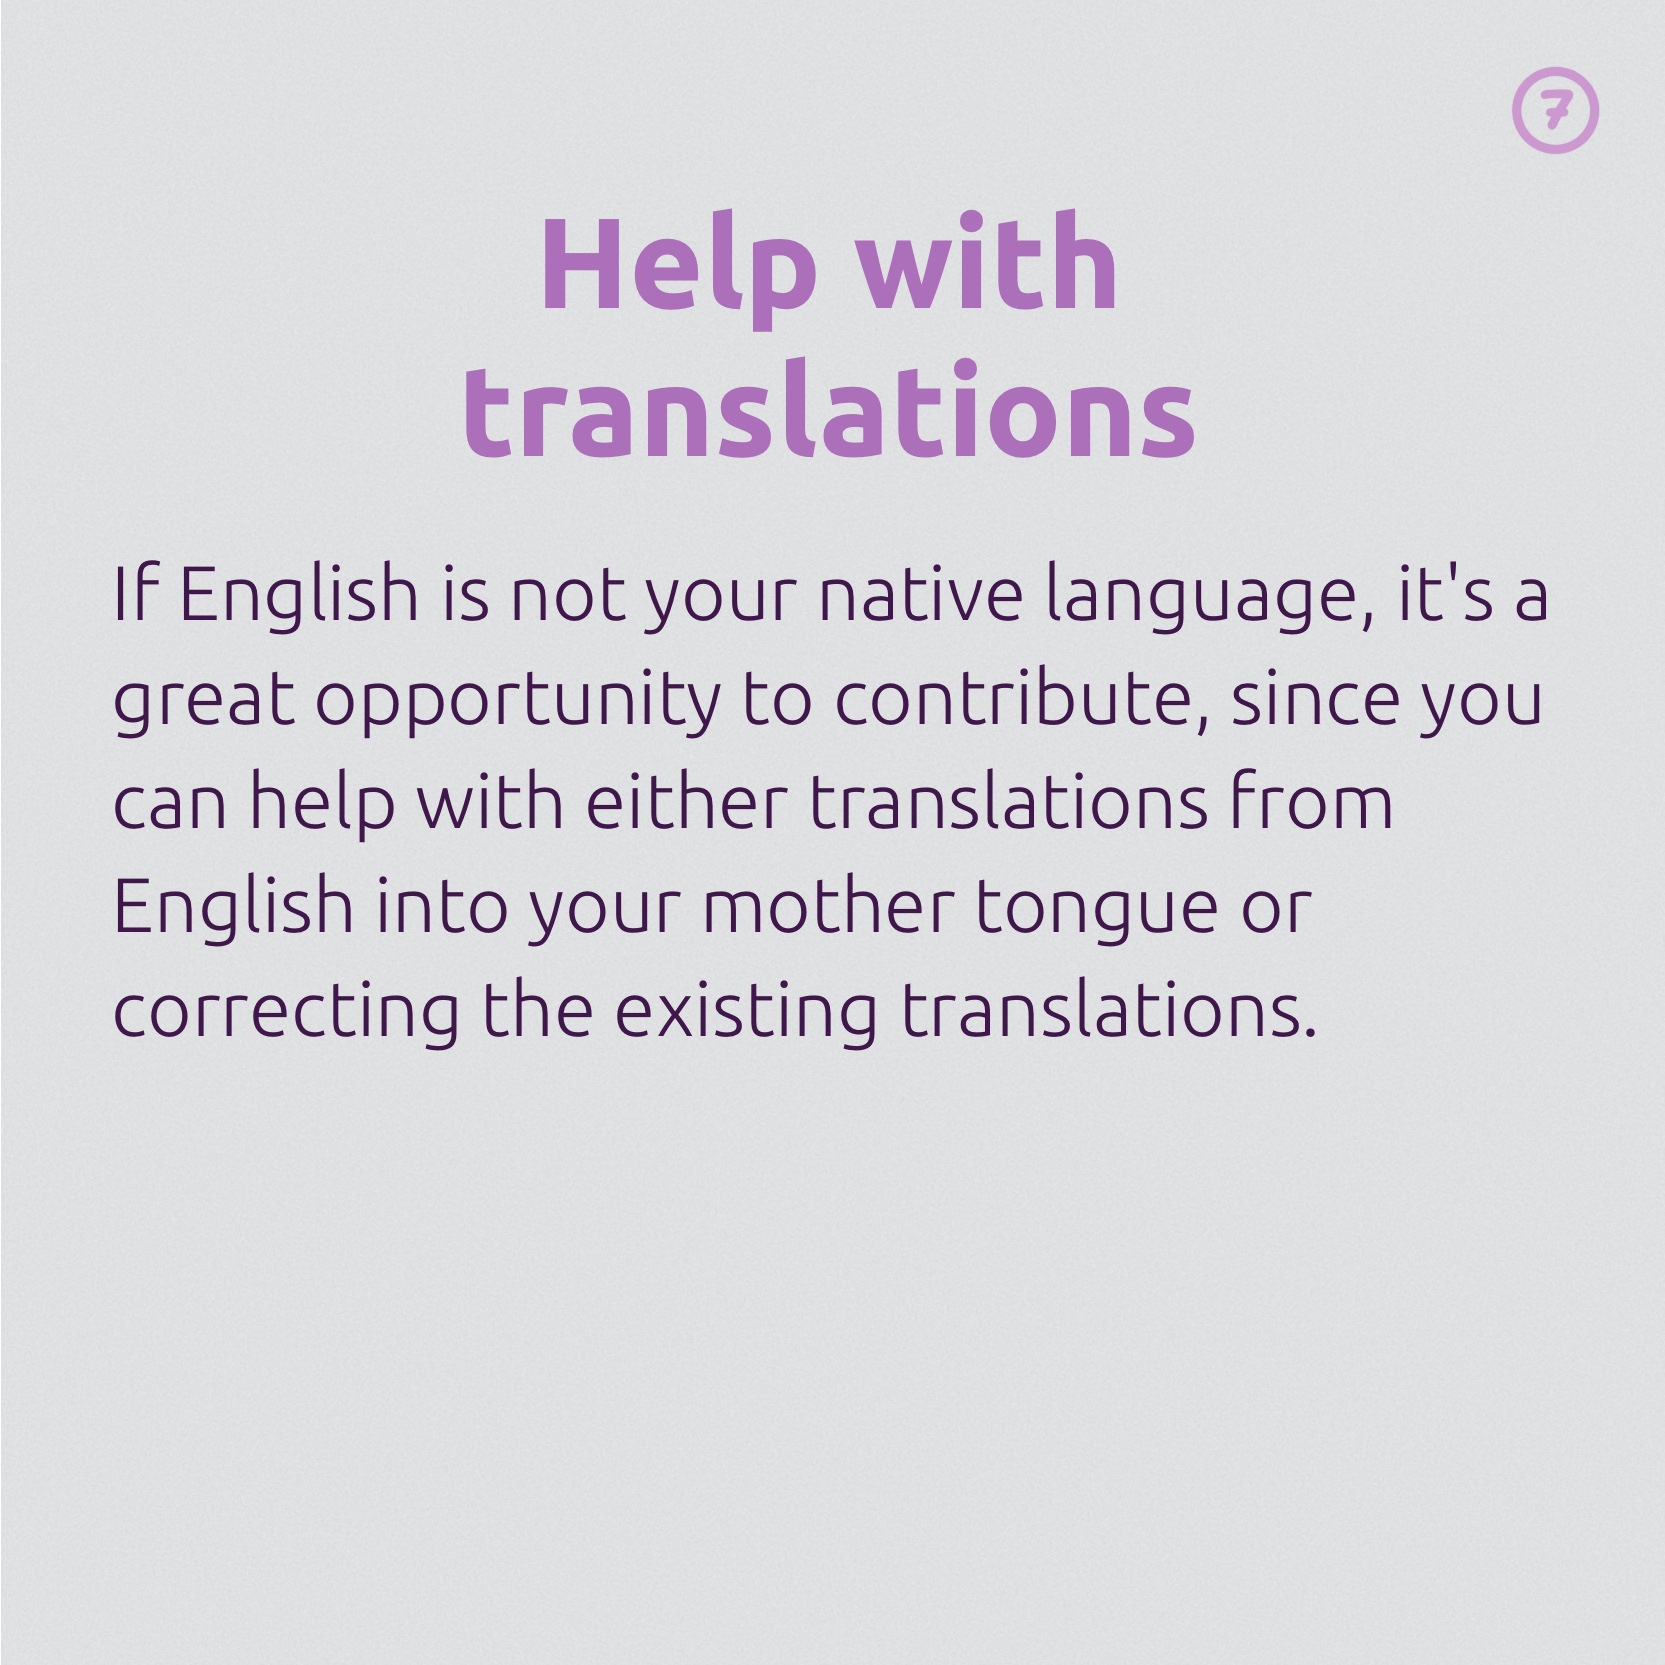 7
Help with
translations
If English is not your native language, it's a
great opportunity to contribute, since you
can help with either translations from
English into your mother tongue or
correcting the existing translations.